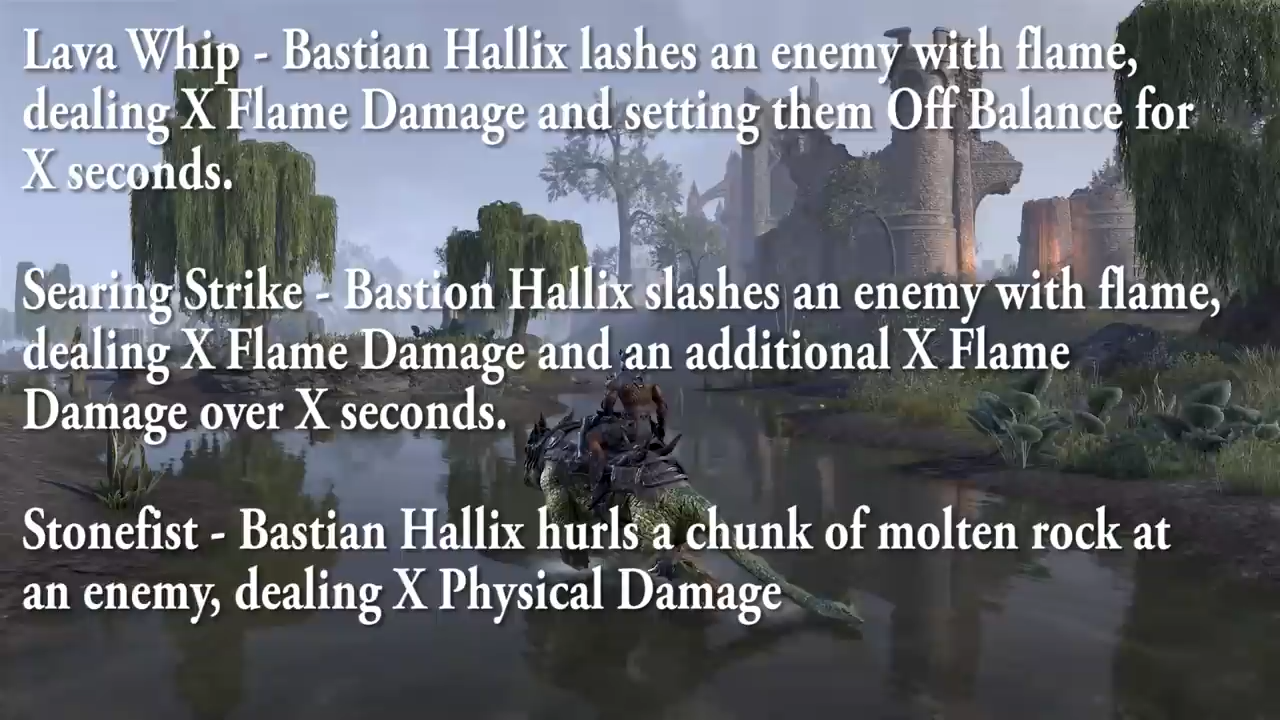 Lava Whip - Bastian Hallix lashes an enemy with flame,
dealing X Flame Damage and setting them Off Balance for
X seconds.
Searing Strike - Bastion Hallix slashes an enemy with flame,
dealing X Flame Damage and an additional X Flame
Damage over X seconds.
Stonefist - Bastian Hallix hurls a chunk of molten rock at
an enemy, dealing X Physical Damage